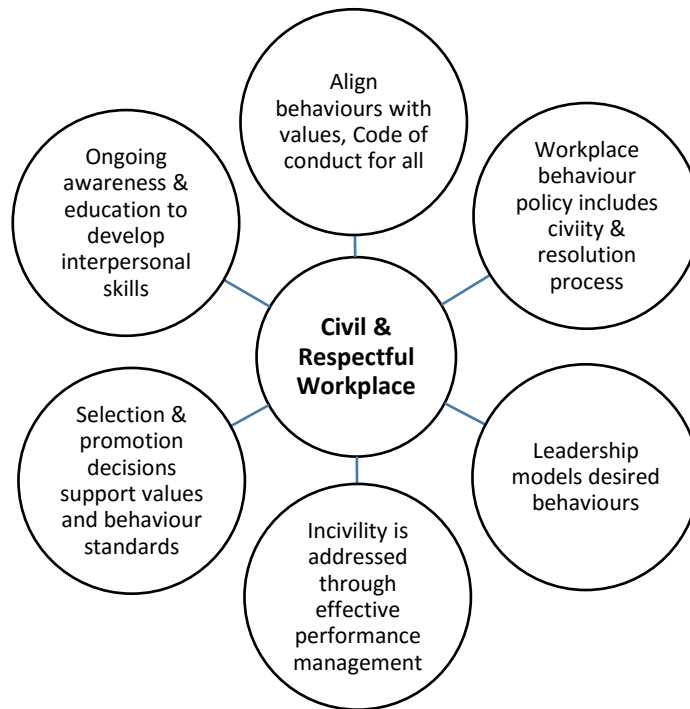 Align
behaviours with
values, Code of
conduct for all
Workplace
behaviour
policy includes
civiity &
resolution
process
Leadership
models desired
behaviours
Incivility is
addressed
through
effective
performance
management
Selection &
promotion
decisions
support values
and behaviour
standards
Ongoing
awareness &
education to
develop
interpersonal
skills
Civil &
Respectful
Workplace